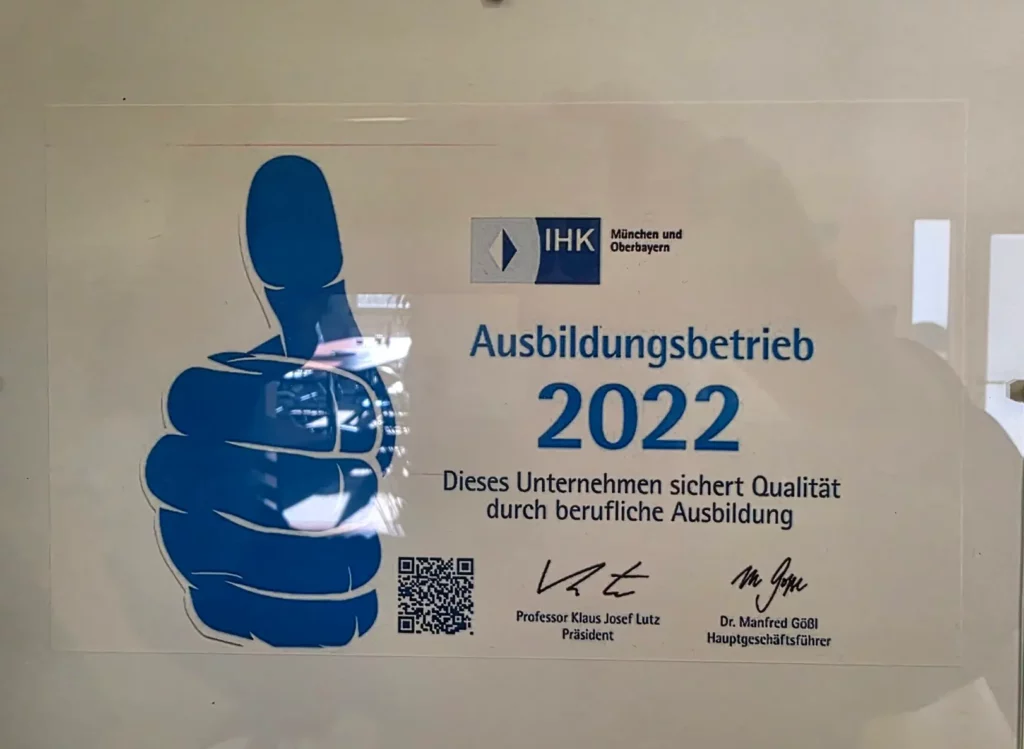 IHK
München und
Oberbayern
Ausbildungsbetrieb
2022
Dieses Unternehmen sichert Qualität
durch berufliche Ausbildung
Professor Klaus Josef Lutz
Präsident
Dr. Manfred Gößl
Hauptgeschäftsführer